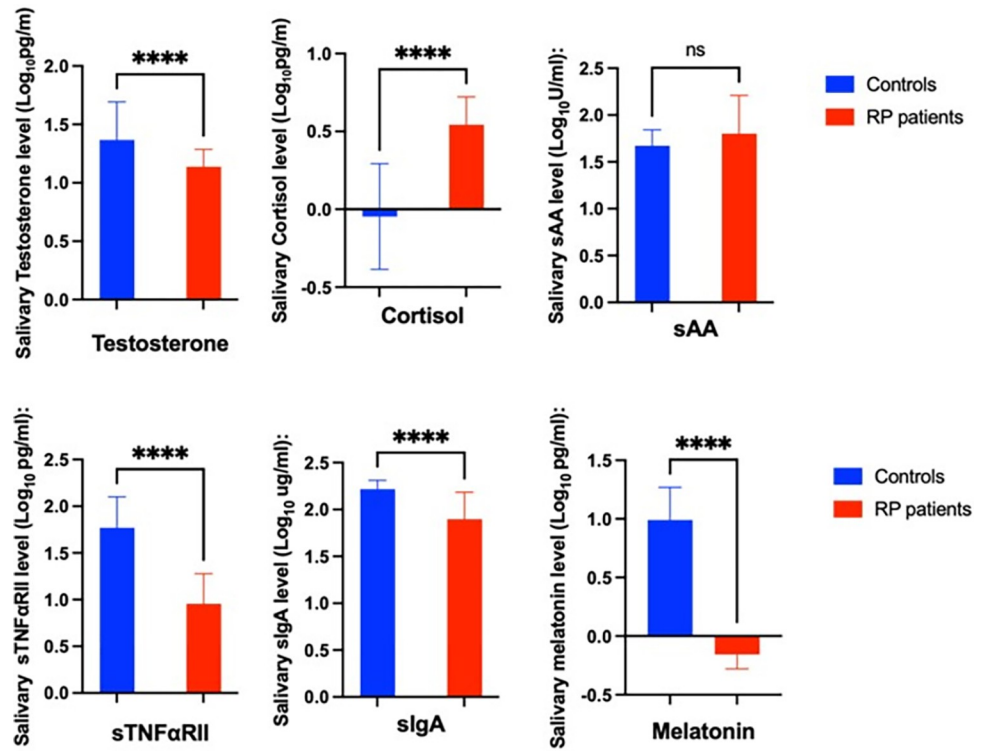 Salivary Testosterone level (Log10pg/m)
2.0
1.5
1.0
0.5
0.0
****
Testosterone
Salivary Cortisol level (Log10pg/m)
1.0
0.5
0.0
-0.5
****
Cortisol
Salivary sAA level (Log10U/ml):
2.5
2.0
1.5
1.0
0.5
0.0
ns
sAA
Controls
RP patients
Salivary sTNFαRII level (Log10 pg/ml):
2.5
2.0
1.5
1.0
0.5
0.0
****
sTNFαRII
Salivary sIgA level (Log10 ug/ml):
2.5
2.0
1.5
1.0
0.5
0.0
****
sIgA
Salivary melatonin level (Log10 pg/ml):
1.5
1.0
0.5
0.0
-0.5
****
Melatonin
Controls
RP patients